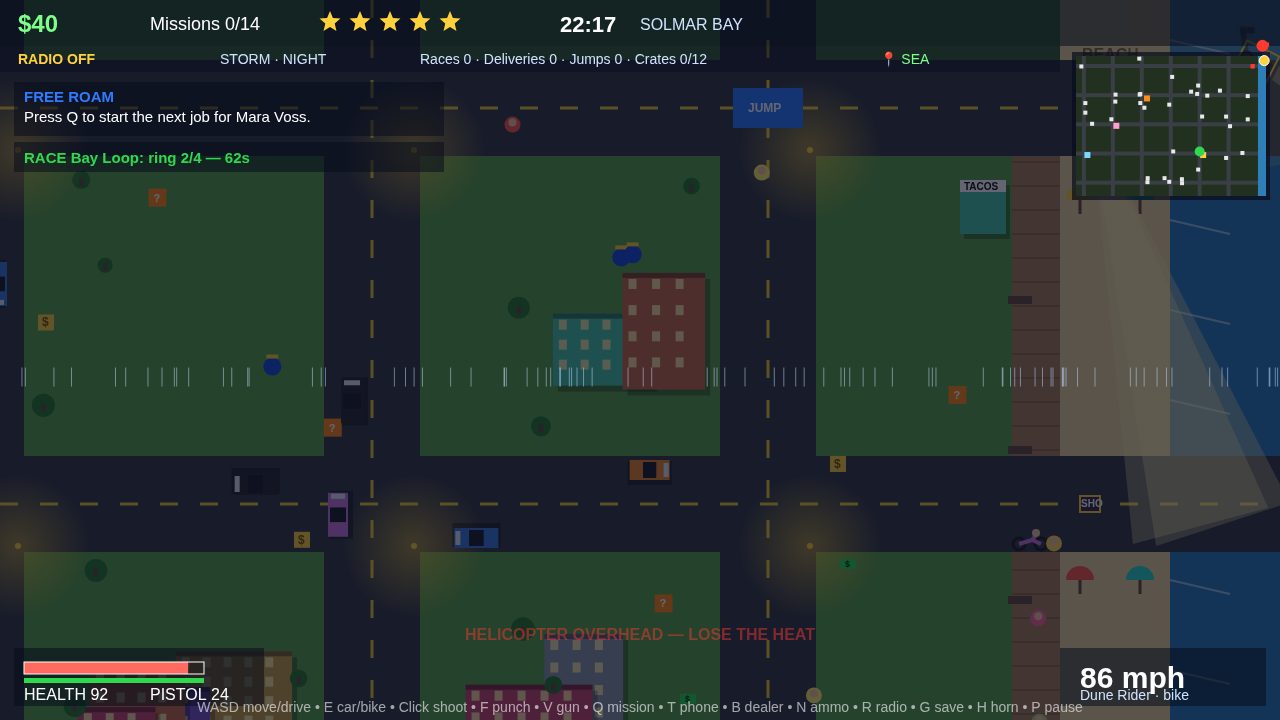 $40 Missions 0/14 ★★★★★ 22:17 SOLMAR BAY
RADIO OFF STORM · NIGHT Races 0 · Deliveries 0 · Jumps 0 · Crates 0/12 📍 SEA
BEACH
FREE ROAM
Press Q to start the next job for Mara Voss.
JUMP
RACE Bay Loop: ring 2/4 — 62s
TACOS
?
$
?
?
$
SHO
$
$
?
HELICOPTER OVERHEAD — LOSE THE HEAT
86 mph
HEALTH 92 PISTOL 24
Dune Rider · bike
$
WASD move/drive • E car/bike • Click shoot • F punch • V gun • Q mission • T phone • B dealer • N ammo • R radio • G save • H horn • P pause